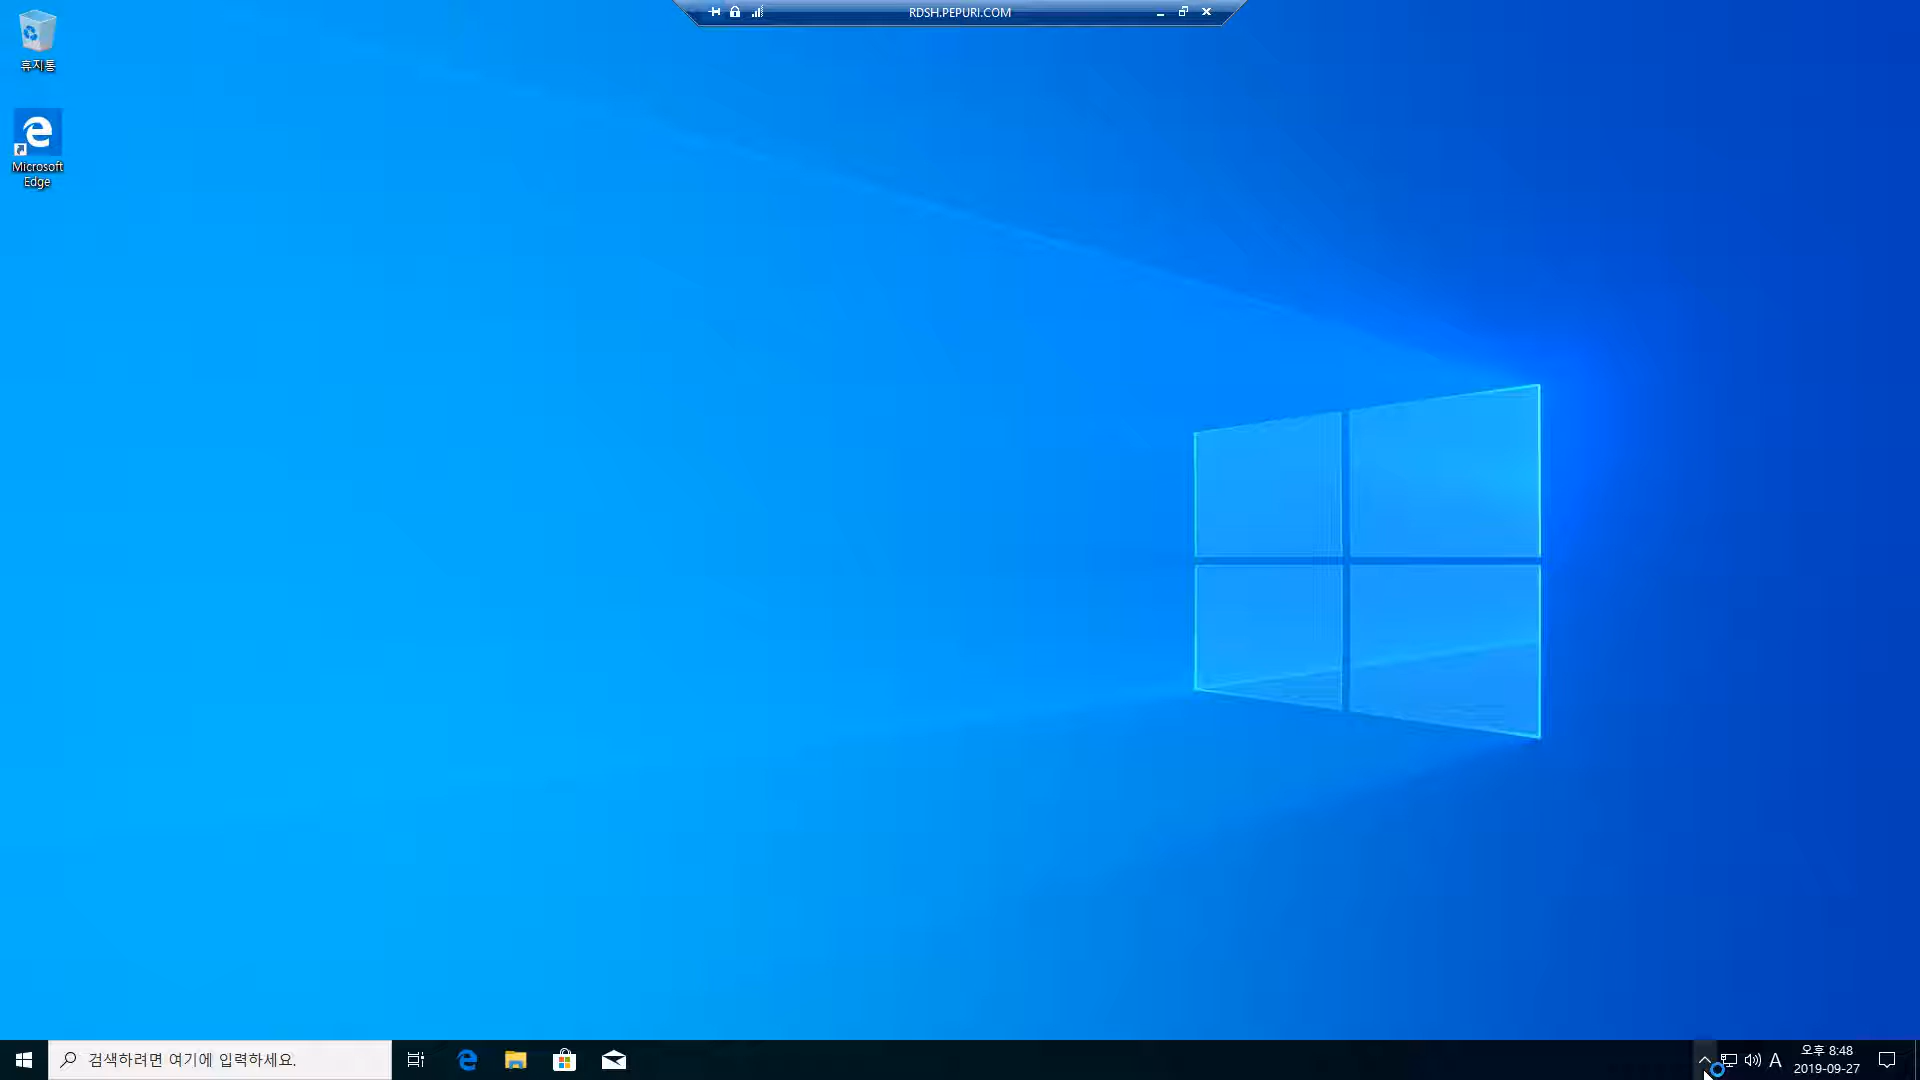 RDSH.PEPURI.COM
휴지통
Microsoft
Edge
검색하려면 여기에 입력하세요.
A
오후 8:48
2019-09-27